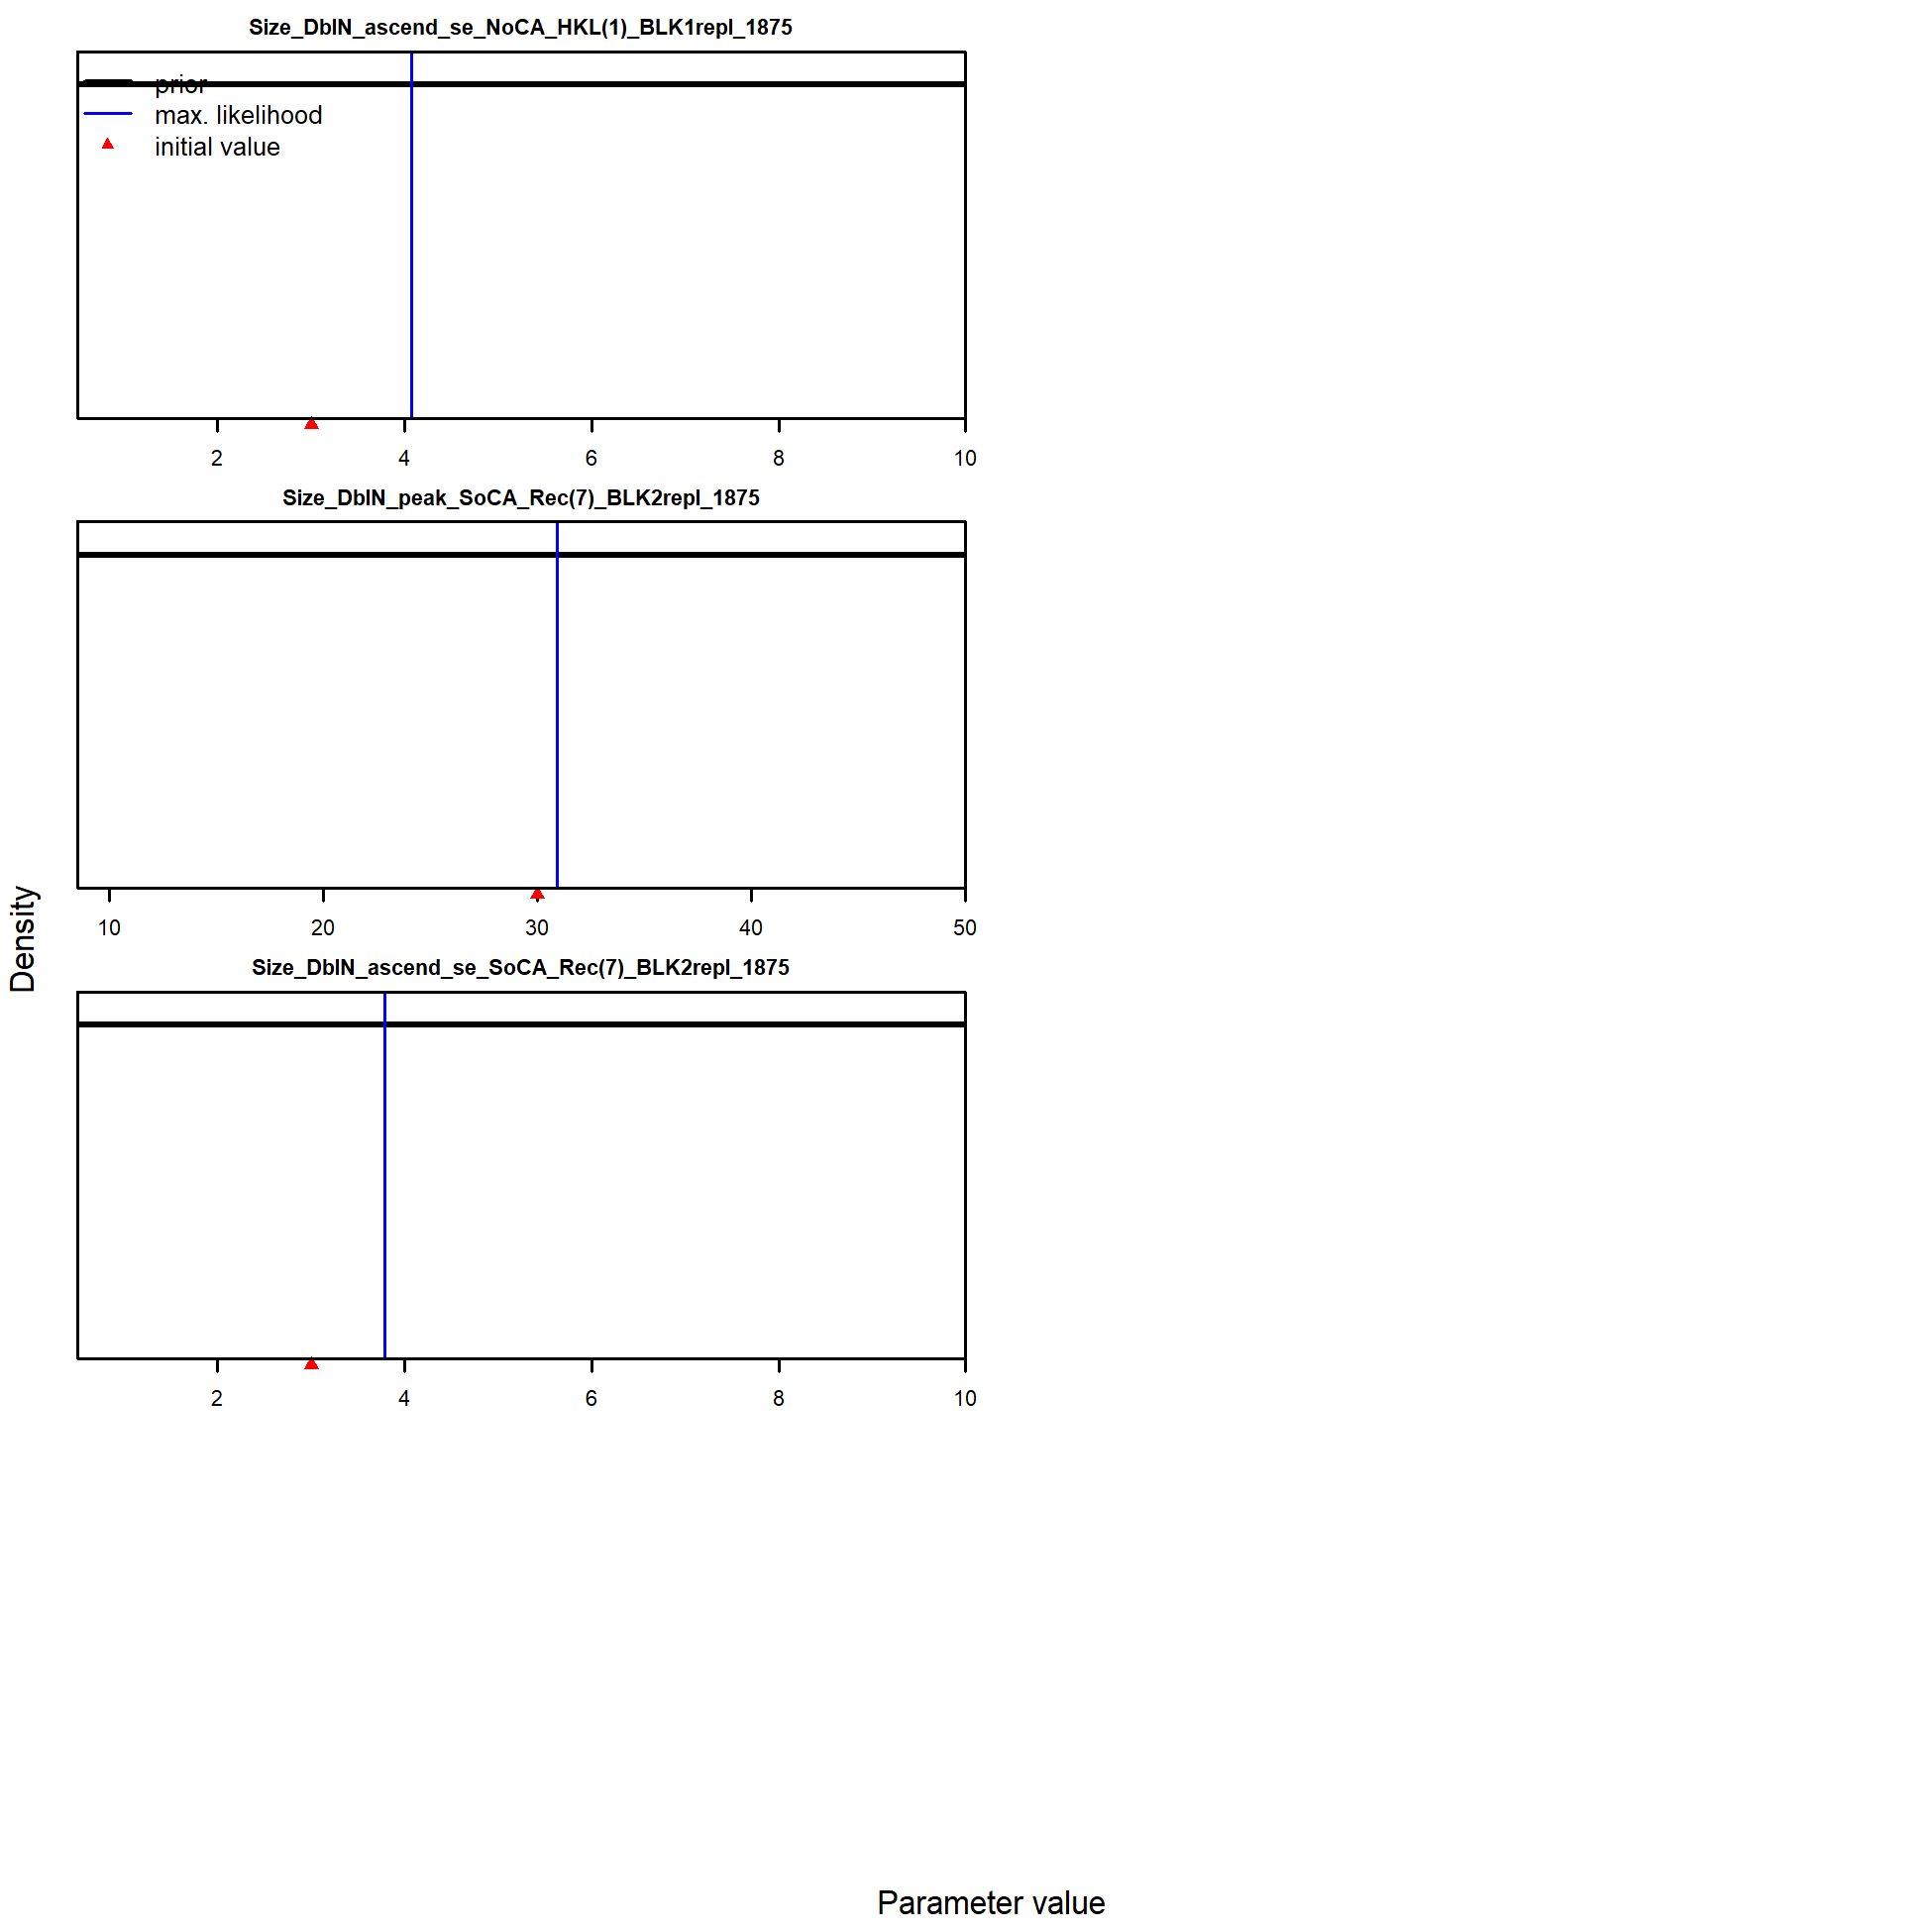 Size_DblN_ascend_se_NoCA_HKL(1)_BLK1repl_1875
prior
max. likelihood
initial value
2 4 6 8 10
Size_DblN_peak_SoCA_Rec(7)_BLK2repl_1875
10 20 30 40 50
Density
Size_DblN_ascend_se_SoCA_Rec(7)_BLK2repl_1875
2 4 6 8 10
Parameter value